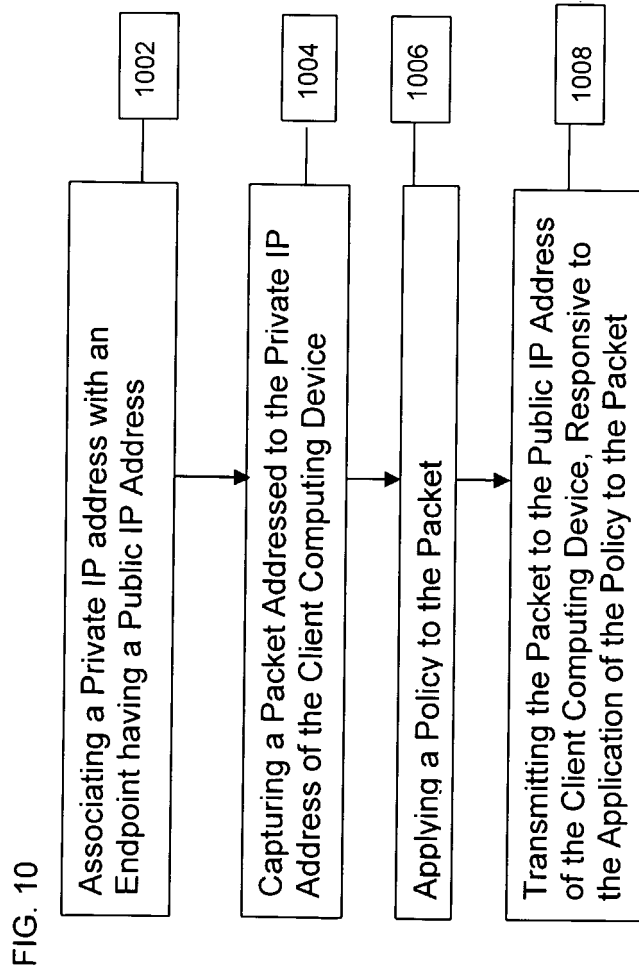 FIG. 10
Associating a Private IP address with an
Endpoint having a Public IP Address
1002
Capturing a Packet Addressed to the Private IP
Address of the Client Computing Device
1004
Applying a Policy to the Packet
1006
Transmitting the Packet to the Public IP Address
of the Client Computing Device, Responsive to
the Application of the Policy to the Packet
1008